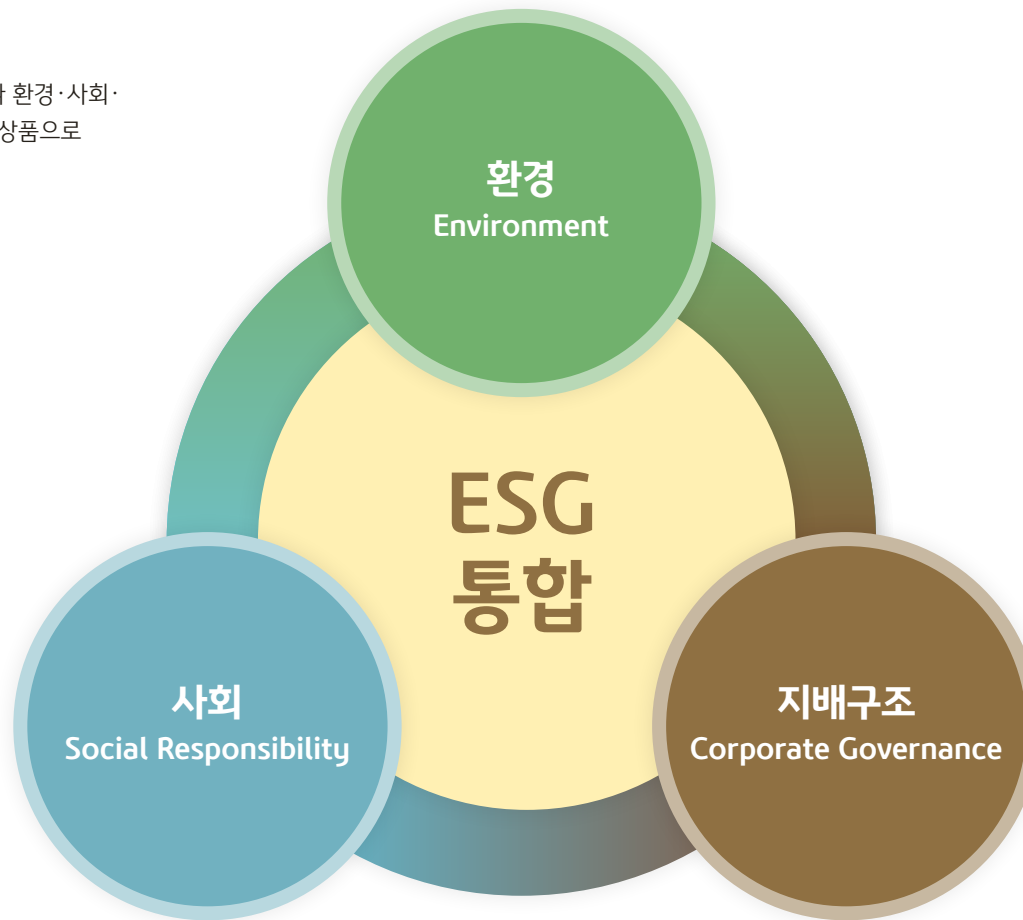 환경·사회·
상품으로
환경
Environment
ESG
통합
사회
Social Responsibility
지배구조
Corporate Governance